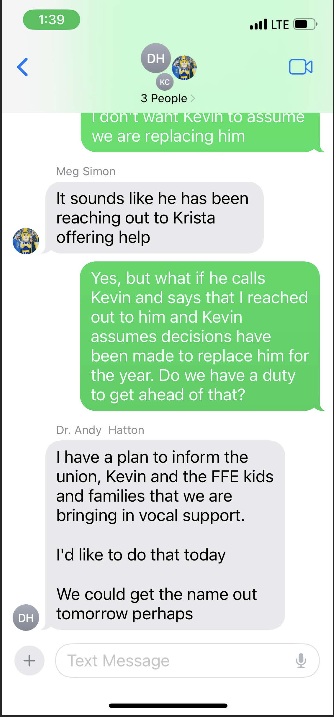 1:39
LTE
DH
KC
3 People
I don't want Kevin to assume
we are replacing him
Meg Simon
It sounds like he has been
reaching out to Krista
offering help
Yes, but what if he calls
Kevin and says that I reached
out to him and Kevin
assumes decisions have
been made to replace him for
the year. Do we have a duty
to get ahead of that?
Dr. Andy Hatton
I have a plan to inform the
union, Kevin and the FFE kids
and families that we are
bringing in vocal support.
I'd like to do that today
We could get the name out
tomorrow perhaps
DH
Text Message